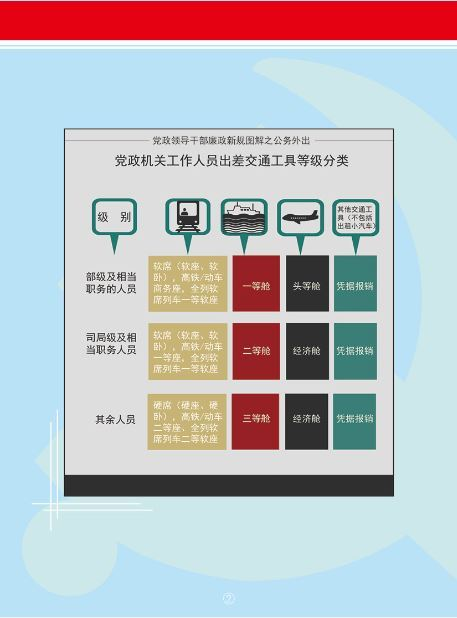 党政领导干部廉政新规图解之公务外出
党政机关工作人员出差交通工具等级分类
级 别
其他交通工
具（不包括
出租小汽车）
部级及相当
职务的人员
软席（软座、软
卧），高铁/动车
商务座，全列软
席列车一等软座
一等舱
头等舱
凭据报销
司局级及相
当职务人员
软席（软座、软
卧），高铁/动车
一等座，全列软
席列车一等软座
二等舱
经济舱
凭据报销
其余人员
硬席（硬座、硬
卧），高铁/动车
二等座、全列软
席列车二等软座
三等舱
经济舱
凭据报销
②